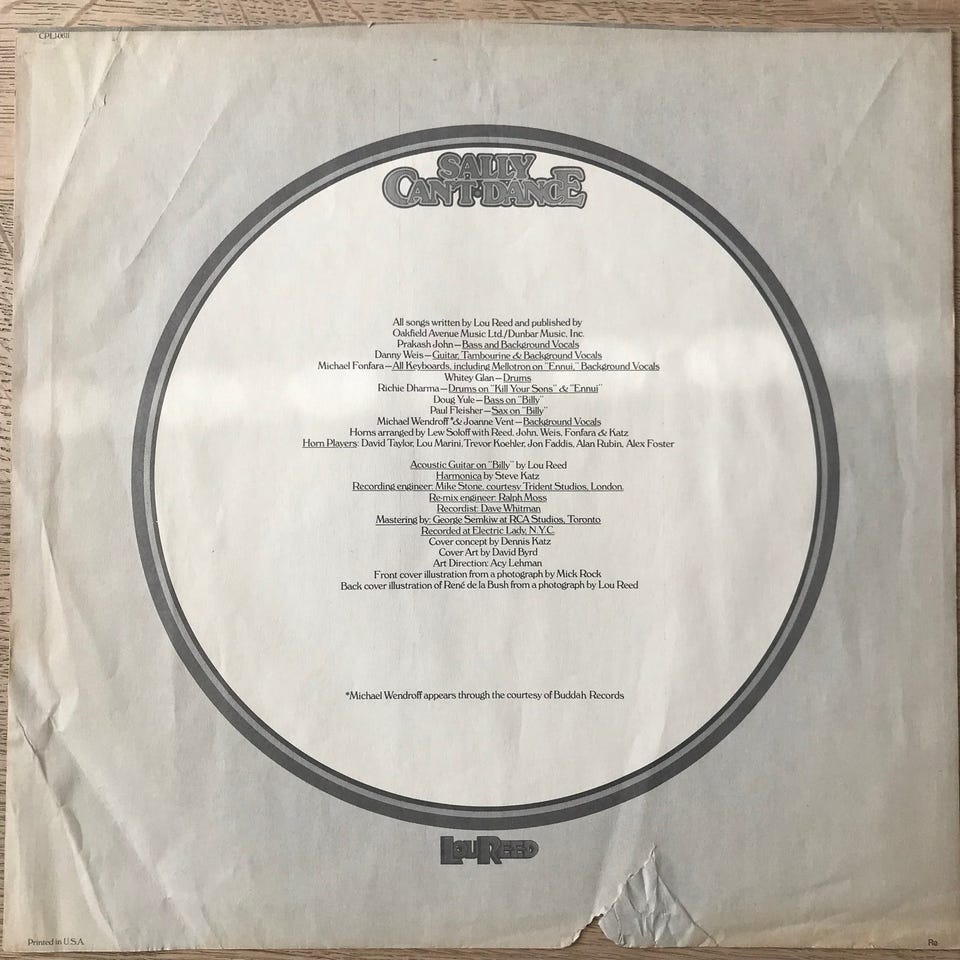 CPL1-0611
SALLY
CAN'T·DANCE
All songs written by Lou Reed and published by
Oakfield Avenue Music Ltd./Dunbar Music, Inc.
Prakash John—Bass and Background Vocals
Danny Weis—Guitar, Tambourine & Background Vocals
Michael Fonfara—All Keyboards, including Mellotron on "Ennui," Background Vocals
Whitey Glan—Drums
Richie Dharma—Drums on "Kill Your Sons" & "Ennui"
Doug Yule—Bass on "Billy"
Paul Fleisher—Sax on "Billy"
Michael Wendroff*& Joanne Vent—Background Vocals
Horns arranged by Lew Soloff with Reed, John, Weis, Fonfara & Katz
Horn Players: David Taylor, Lou Marini, Trevor Koehler, Jon Faddis, Alan Rubin, Alex Foster
Acoustic Guitar on "Billy" by Lou Reed
Harmonica by Steve Katz
Recording engineer: Mike Stone, courtesy Trident Studios, London.
Re-mix engineer: Ralph Moss
Recordist: Dave Whitman
Mastering by: George Semkiw at RCA Studios, Toronto
Recorded at Electric Lady, N.Y.C.
Cover concept by Dennis Katz
Cover Art by David Byrd
Art Direction: Acy Lehman
Front cover illustration from a photograph by Mick Rock
Back cover illustration of René de la Bush from a photograph by Lou Reed
*Michael Wendroff appears through the courtesy of Buddah Records
LOU REED
Printed in U.S.A.
Re